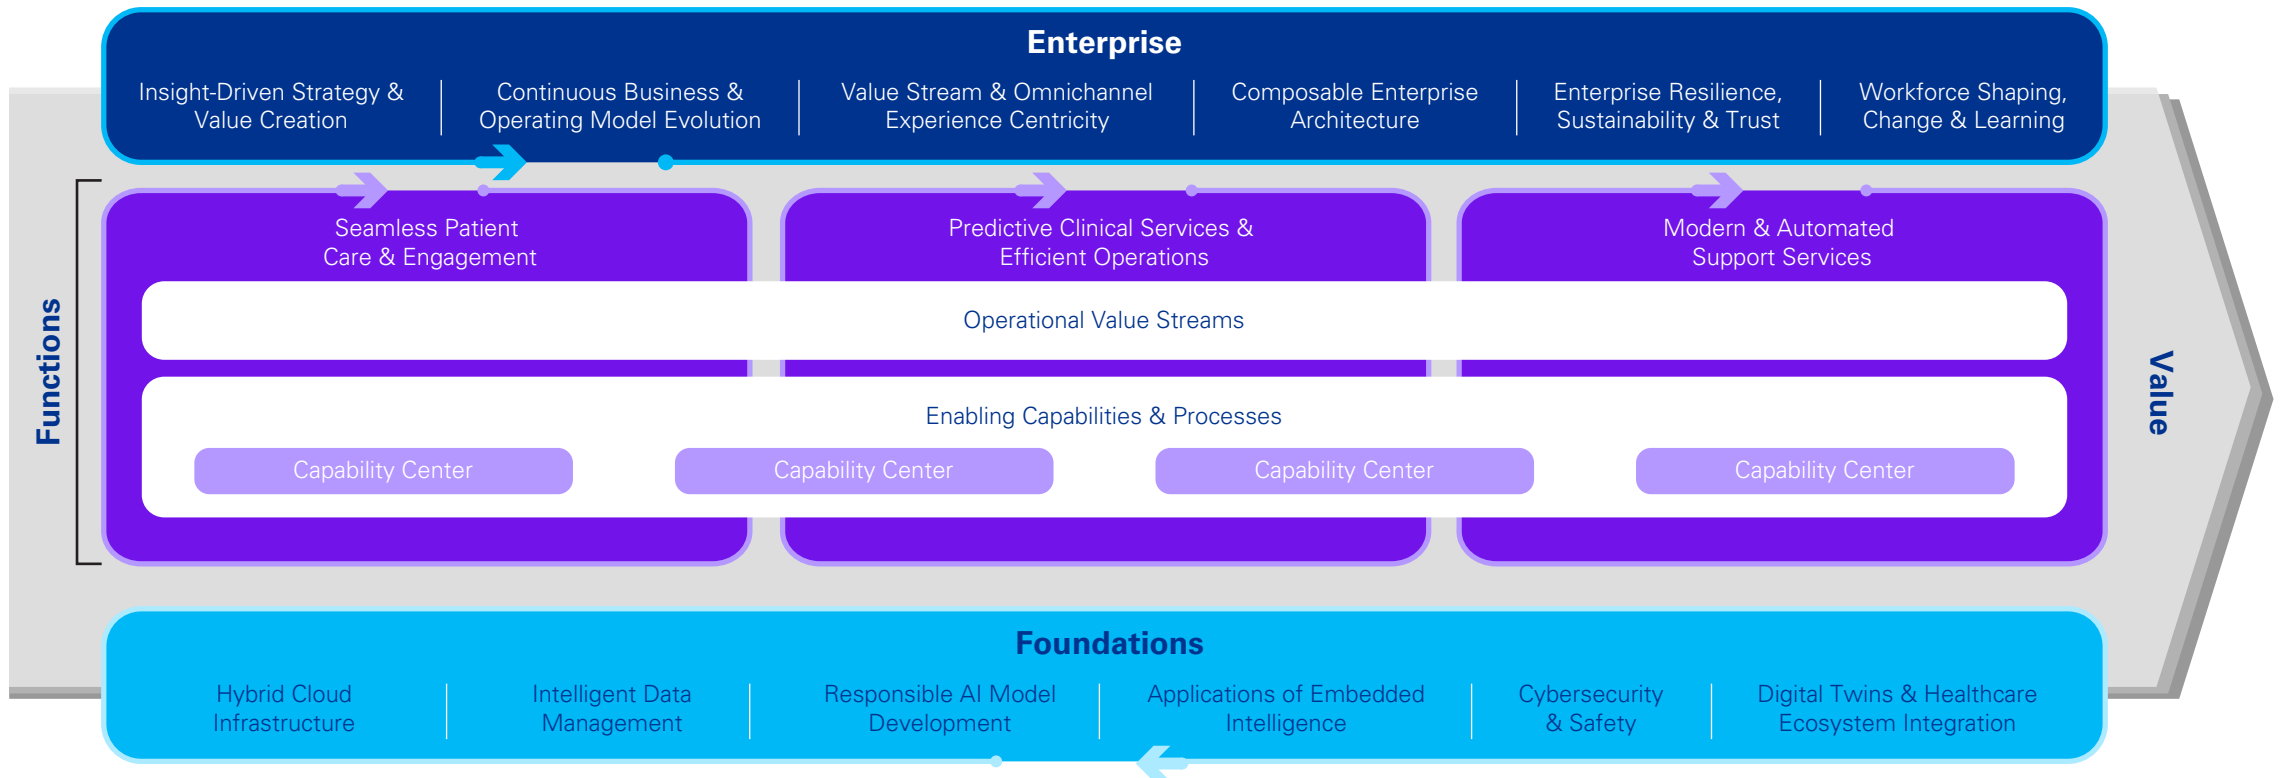 Enterprise
Insight-Driven Strategy &
Value Creation
Continuous Business &
Operating Model Evolution
Value Stream & Omnichannel
Experience Centricity
Composable Enterprise
Architecture
Enterprise Resilience,
Sustainability & Trust
Workforce Shaping,
Change & Learning
Functions
Seamless Patient
Care & Engagement
Predictive Clinical Services &
Efficient Operations
Modern & Automated
Support Services
Operational Value Streams
Enabling Capabilities & Processes
Capability Center
Capability Center
Capability Center
Capability Center
Value
Foundations
Hybrid Cloud
Infrastructure
Intelligent Data
Management
Responsible AI Model
Development
Applications of Embedded
Intelligence
Cybersecurity
& Safety
Digital Twins & Healthcare
Ecosystem Integration